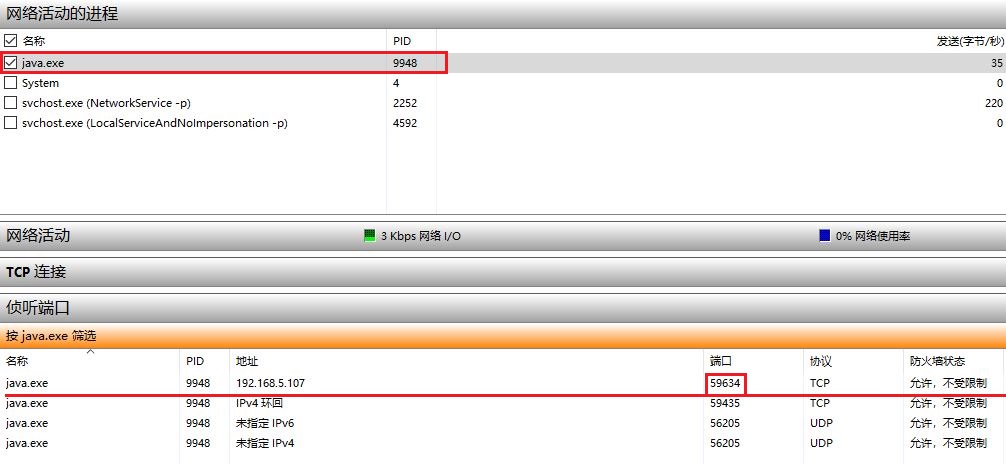 网络活动的进程
名称 PID 发送(字节/秒)
java.exe 9948 35
System 4 0
svchost.exe (NetworkService -p) 2252 220
svchost.exe (LocalServiceAndNoImpersonation -p) 4592 0
网络活动 3 Kbps 网络 I/O 0% 网络使用率
TCP 连接
侦听端口
按 java.exe 筛选
名称 PID 地址 端口 协议 防火墙状态
java.exe 9948 192.168.5.107 59634 TCP 允许，不受限制
java.exe 9948 IPv4 环回 59435 TCP 允许，不受限制
java.exe 9948 未指定 IPv6 56205 UDP 允许，不受限制
java.exe 9948 未指定 IPv4 56205 UDP 允许，不受限制